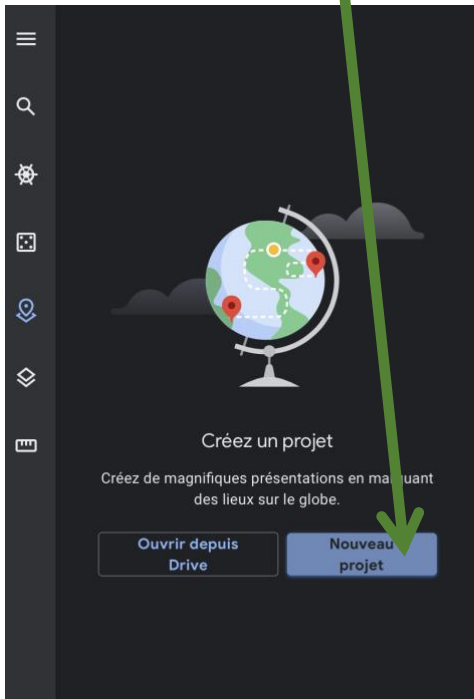 Créez un projet
Créez de magnifiques présentations en marquant
des lieux sur le globe.
Ouvrir depuis
Drive
Nouveau
projet